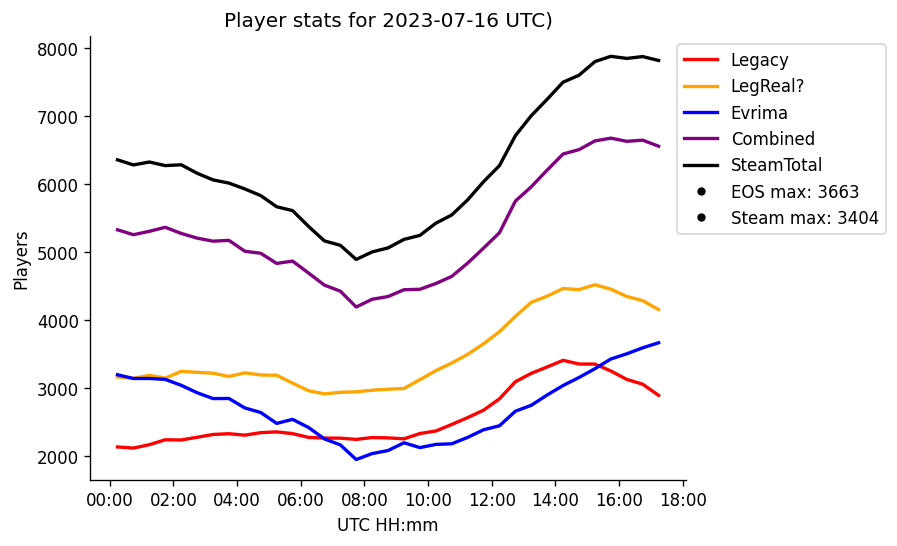 Player stats for 2023-07-16 UTC)
8000
7000
6000
5000
4000
3000
2000
Players
00:00 02:00 04:00 06:00 08:00 10:00 12:00 14:00 16:00 18:00
UTC HH:mm
Legacy
LegReal?
Evrima
Combined
SteamTotal
EOS max: 3663
Steam max: 3404